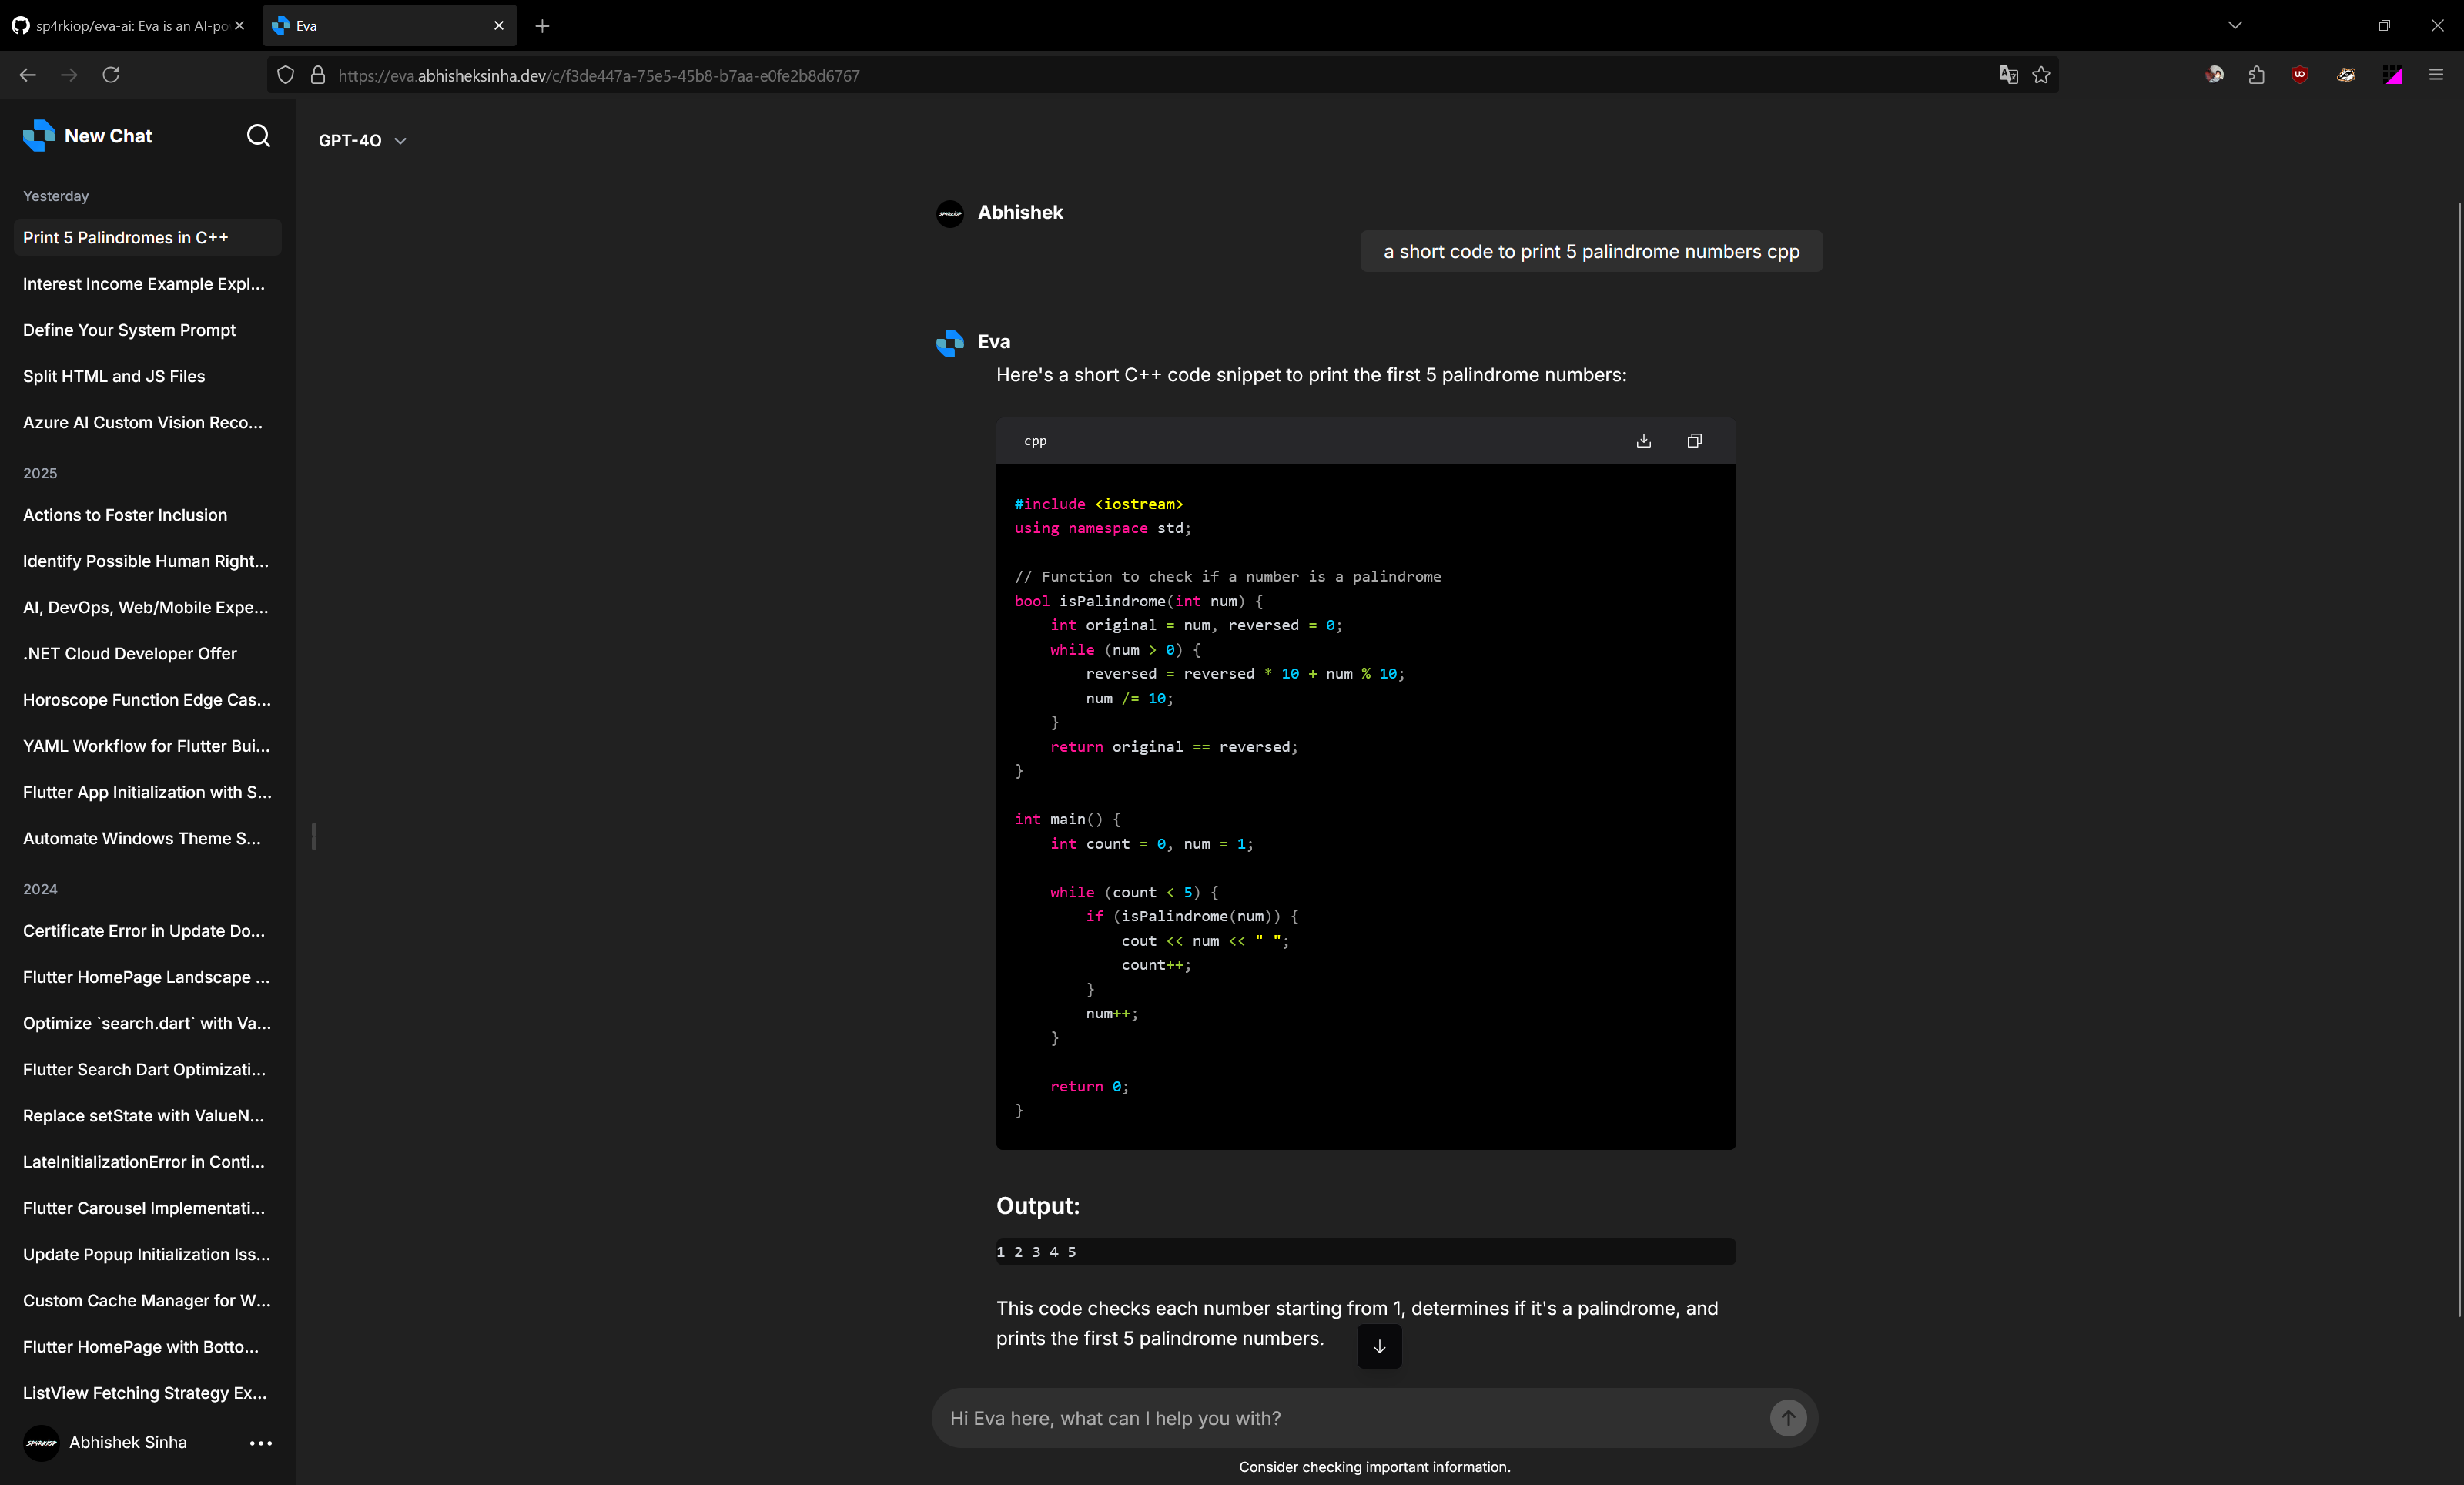 sp4rkiop/eva-ai: Eva is an AI-po
Eva
https://eva.abhisheksinha.dev/c/f3de447a-75e5-45b8-b7aa-e0fe2b8d6767
New Chat
Yesterday
Print 5 Palindromes in C++
Interest Income Example Expl...
Define Your System Prompt
Split HTML and JS Files
Azure AI Custom Vision Reco...
2025
Actions to Foster Inclusion
Identify Possible Human Right...
AI, DevOps, Web/Mobile Expe...
.NET Cloud Developer Offer
Horoscope Function Edge Cas...
YAML Workflow for Flutter Bui...
Flutter App Initialization with S...
Automate Windows Theme S...
2024
Certificate Error in Update Do...
Flutter HomePage Landscape ...
Optimize `search.dart` with Va...
Flutter Search Dart Optimizati...
Replace setState with ValueN...
LateInitializationError in Conti...
Flutter Carousel Implementati...
Update Popup Initialization Iss...
Custom Cache Manager for W...
Flutter HomePage with Botto...
ListView Fetching Strategy Ex...
SP4RKIOP
Abhishek Sinha
GPT-4O
SP4RKIOP
Abhishek
a short code to print 5 palindrome numbers cpp
Eva
Here's a short C++ code snippet to print the first 5 palindrome numbers:
cpp
#include <iostream>
using namespace std;
// Function to check if a number is a palindrome
bool isPalindrome(int num) {
    int original = num, reversed = 0;
    while (num > 0) {
        reversed = reversed * 10 + num % 10;
        num /= 10;
    }
    return original == reversed;
}
int main() {
    int count = 0, num = 1;
    while (count < 5) {
        if (isPalindrome(num)) {
            cout << num << " ";
            count++;
        }
        num++;
    }
    return 0;
}
Output:
1 2 3 4 5
This code checks each number starting from 1, determines if it's a palindrome, and
prints the first 5 palindrome numbers.
Hi Eva here, what can I help you with?
Consider checking important information.